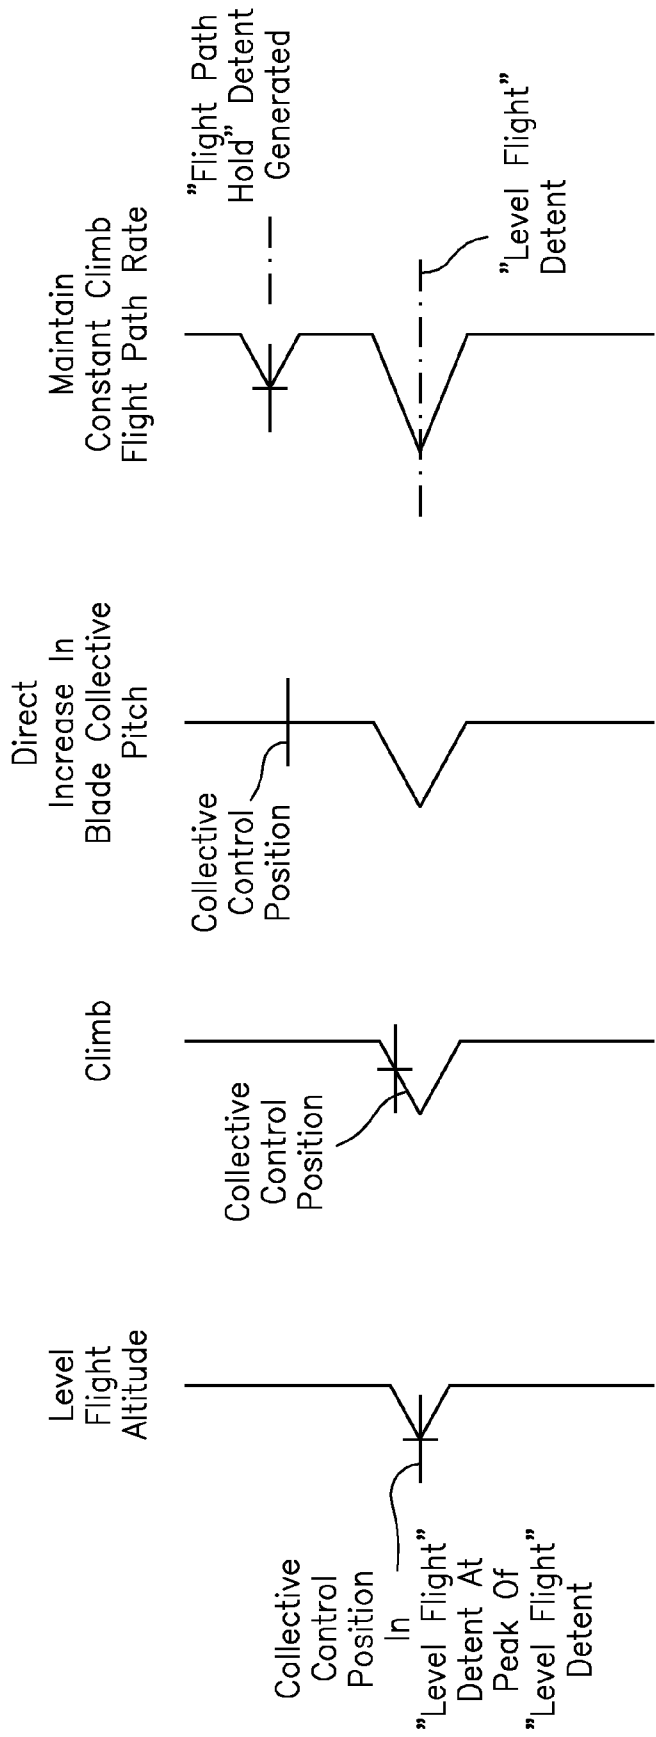 Level
Flight
Altitude
Collective
Control
Position
In
"Level Flight"
Detent At
Peak Of
"Level Flight"
Detent
Climb
Collective
Control
Position
Direct
Increase In
Blade Collective
Pitch
Collective
Control
Position
Maintain
Constant Climb
Flight Path Rate
"Flight Path
Hold" Detent
Generated
"Level Flight"
Detent